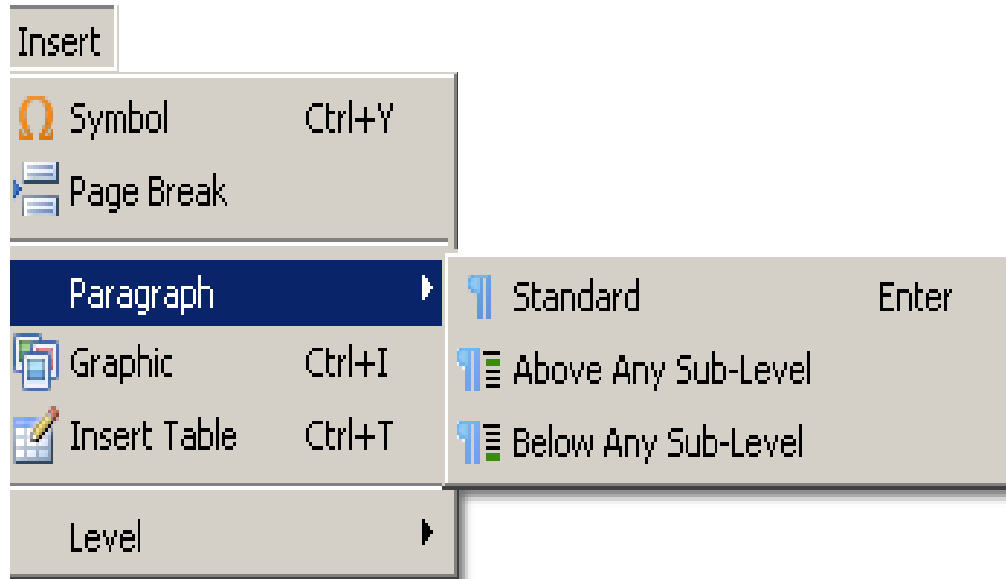 Insert
Symbol Ctrl+Y
Page Break
Paragraph
Graphic Ctrl+I
Insert Table Ctrl+T
Level
Standard Enter
Above Any Sub-Level
Below Any Sub-Level